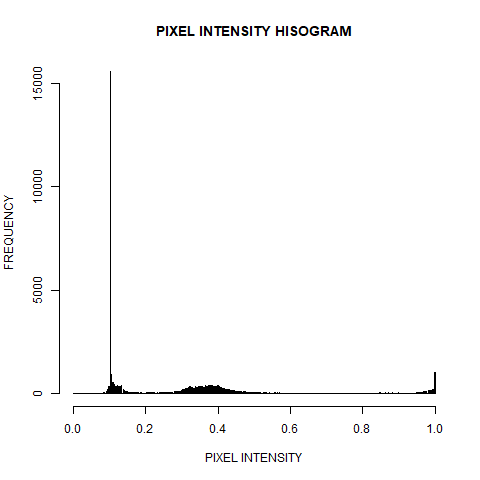 PIXEL INTENSITY HISOGRAM
15000
10000
5000
0
FREQUENCY
0.0 0.2 0.4 0.6 0.8 1.0
PIXEL INTENSITY